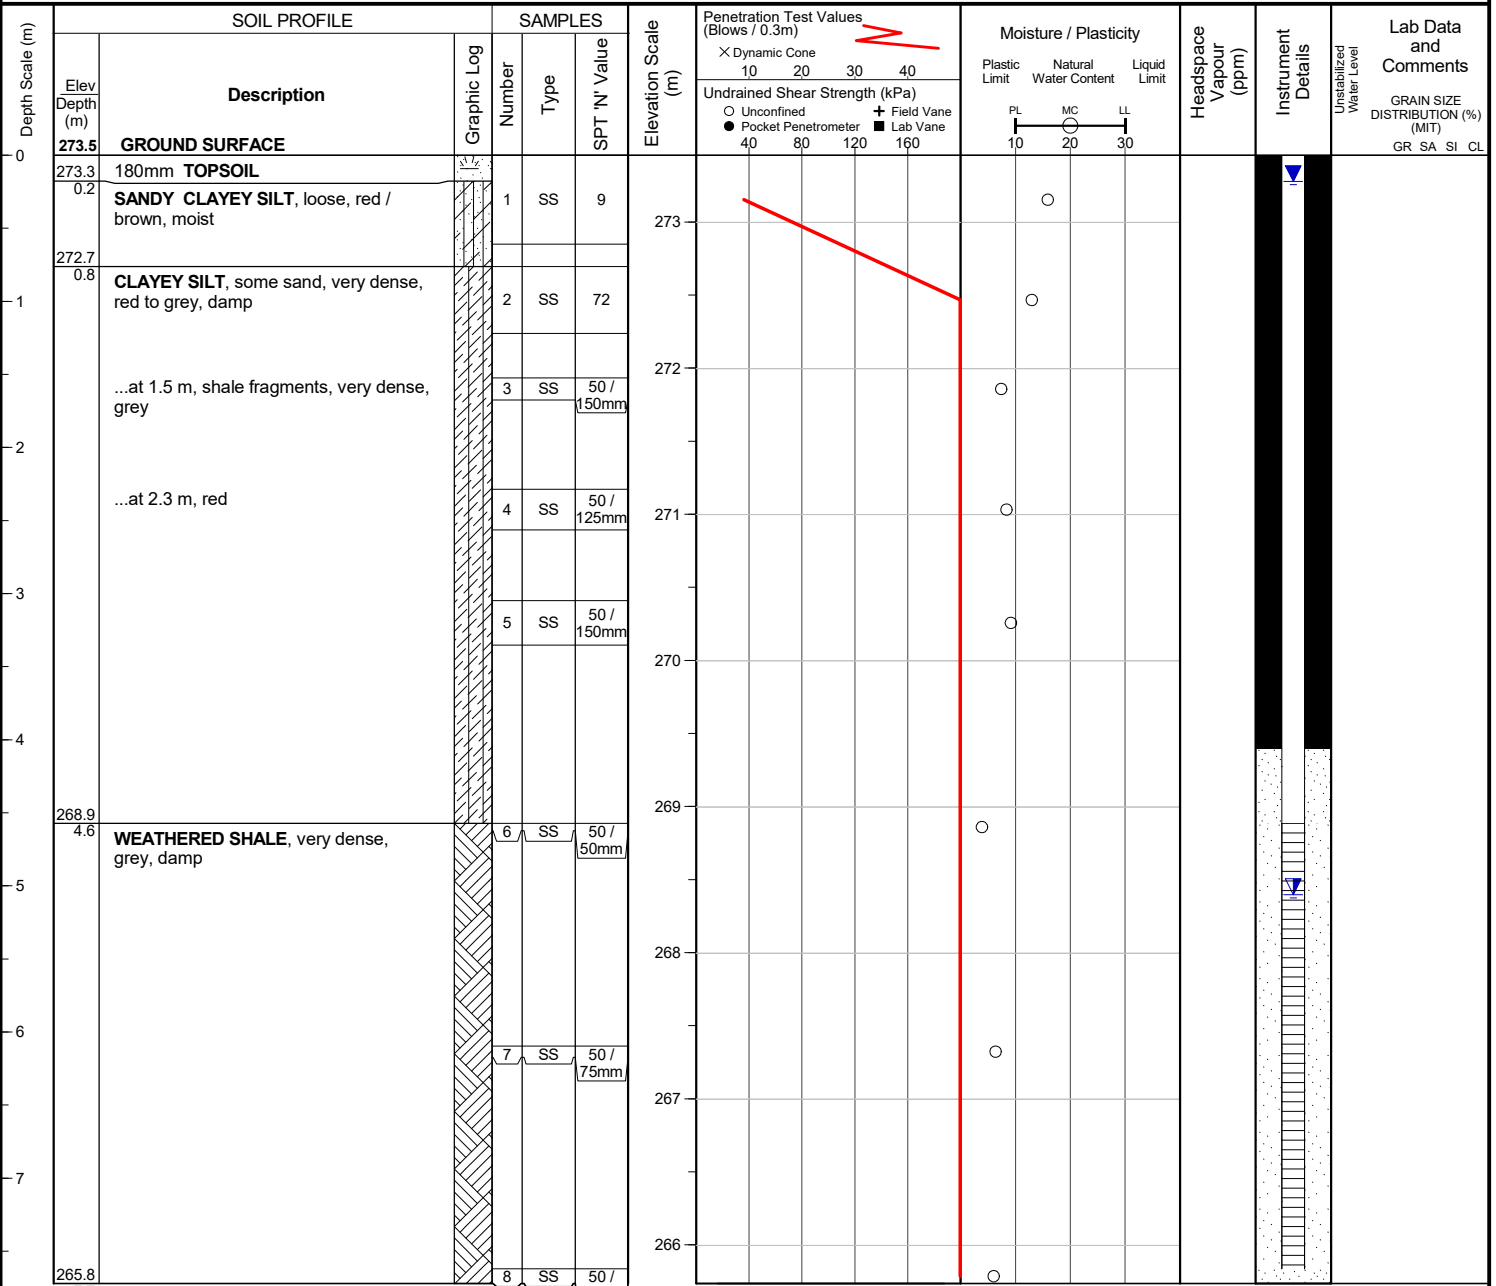 Depth Scale (m)
SOIL PROFILE
Elev
Depth
(m)
Description
Graphic Log
273.5 GROUND SURFACE
SAMPLES
Number
Type
SPT 'N' Value
Elevation Scale
(m)
Penetration Test Values
(Blows / 0.3m)
Dynamic Cone
10 20 30 40
Undrained Shear Strength (kPa)
Unconfined Field Vane
Pocket Penetrometer Lab Vane
40 80 120 160
Moisture / Plasticity
Plastic Natural Liquid
Limit Water Content Limit
PL MC LL
10 20 30
Headspace
Vapour
(ppm)
Instrument
Details
Unstabilized
Water Level
Lab Data
and
Comments
GRAIN SIZE
DISTRIBUTION (%)
(MIT)
GR SA SI CL
0
273.3 180mm TOPSOIL
0.2
SANDY CLAYEY SILT, loose, red /
brown, moist
1 SS 9
273
272.7
0.8
CLAYEY SILT, some sand, very dense,
red to grey, damp
1
2 SS 72
272
...at 1.5 m, shale fragments, very dense,
grey
3 SS 50 /
150mm
2
...at 2.3 m, red
4 SS 50 /
125mm
271
3
5 SS 50 /
150mm
270
4
269
268.9
4.6
WEATHERED SHALE, very dense,
grey, damp
6 SS 50 /
50mm
5
268
6
7 SS 50 /
75mm
267
7
266
265.8
8 SS 50 /